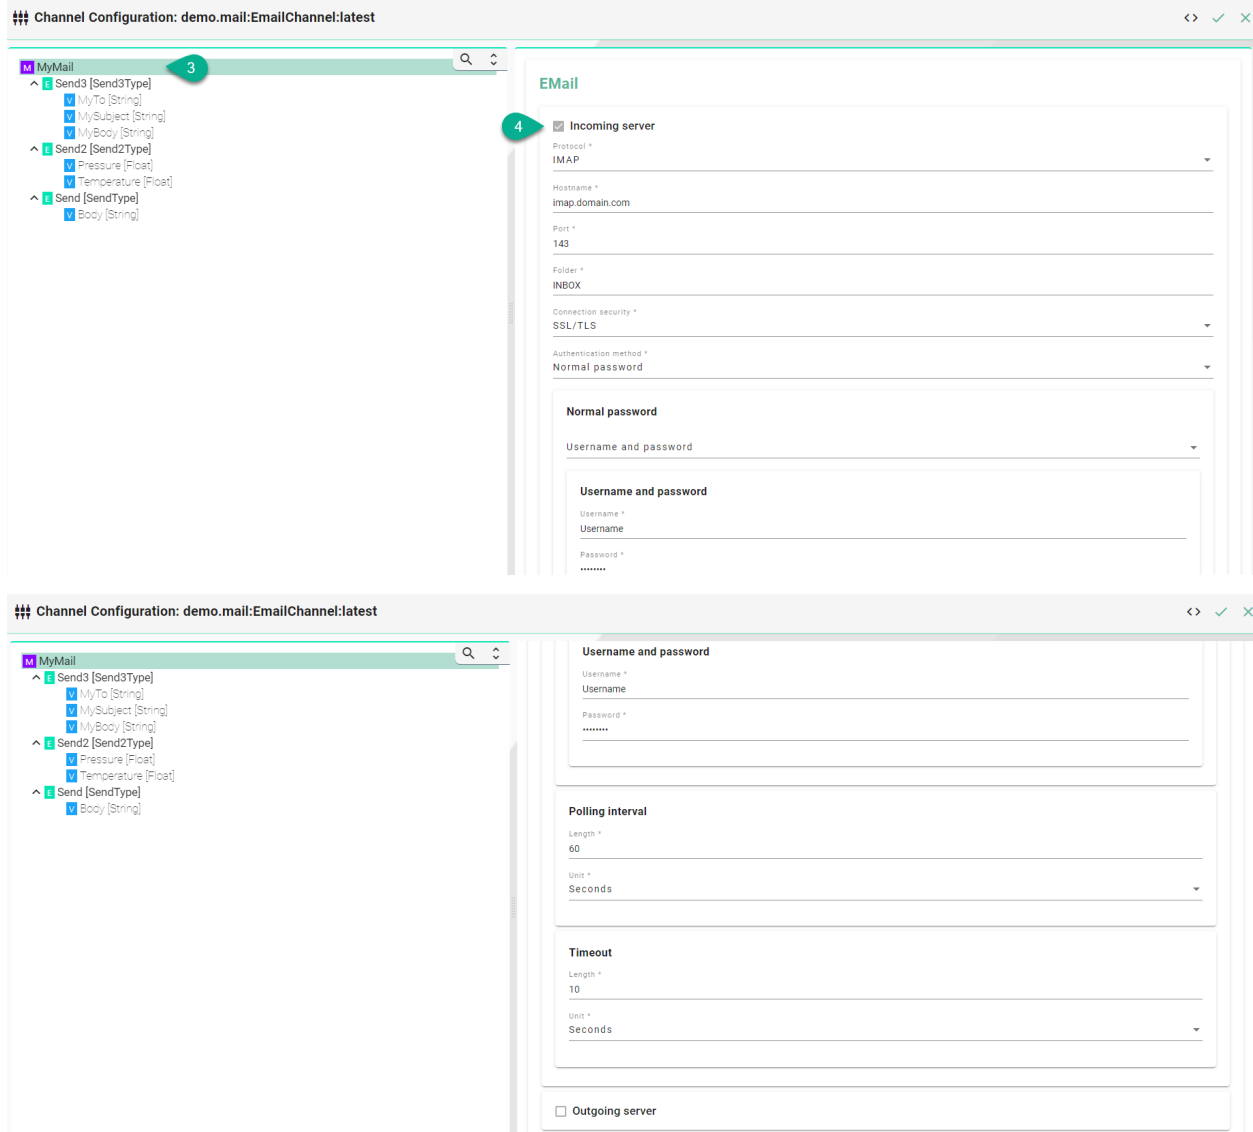 Channel Configuration: demo.mail:EmailChannel:latest
M MyMail
3
E Send3 [Send3Type]
V MyTo [String]
V MySubject [String]
V MyBody [String]
E Send2 [Send2Type]
V Pressure [Float]
V Temperature [Float]
E Send [SendType]
V Body [String]
EMail
4
Incoming server
Protocol *
IMAP
Hostname *
imap.domain.com
Port *
143
Folder *
INBOX
Connection security *
SSL/TLS
Authentication method *
Normal password
Normal password
Username and password
Username and password
Username *
Username
Password *
••••••••
Channel Configuration: demo.mail:EmailChannel:latest
M MyMail
E Send3 [Send3Type]
V MyTo [String]
V MySubject [String]
V MyBody [String]
E Send2 [Send2Type]
V Pressure [Float]
V Temperature [Float]
E Send [SendType]
V Body [String]
Username and password
Username *
Username
Password *
••••••••
Polling interval
Length *
60
Unit *
Seconds
Timeout
Length *
10
Unit *
Seconds
Outgoing server